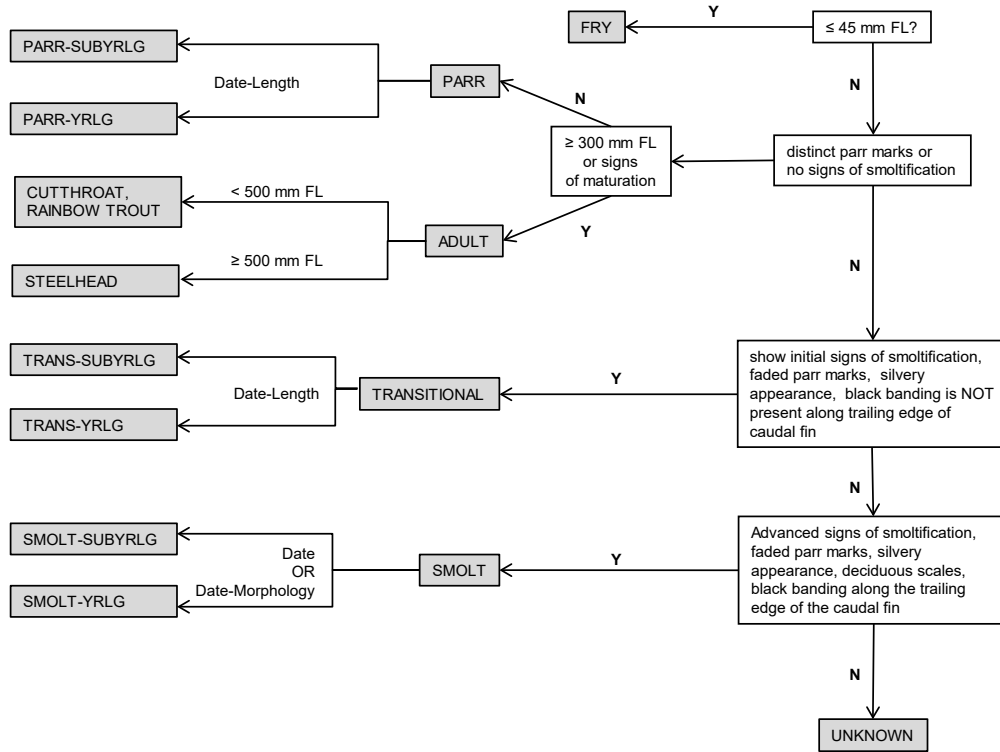 Y
FRY
≤ 45 mm FL?
PARR-SUBYRLG
Date-Length
PARR
N
N
PARR-YRLG
≥ 300 mm FL
or signs
of maturation
distinct parr marks or
no signs of smoltification
CUTTHROAT,
RAINBOW TROUT
< 500 mm FL
ADULT
Y
STEELHEAD
≥ 500 mm FL
N
TRANS-SUBYRLG
Date-Length
TRANSITIONAL
Y
show initial signs of smoltification,
faded parr marks, silvery
appearance, black banding is NOT
present along trailing edge of
caudal fin
TRANS-YRLG
N
SMOLT-SUBYRLG
Date
OR
Date-Morphology
SMOLT
Y
Advanced signs of smoltification,
faded parr marks, silvery
appearance, deciduous scales,
black banding along the trailing
edge of the caudal fin
SMOLT-YRLG
N
UNKNOWN